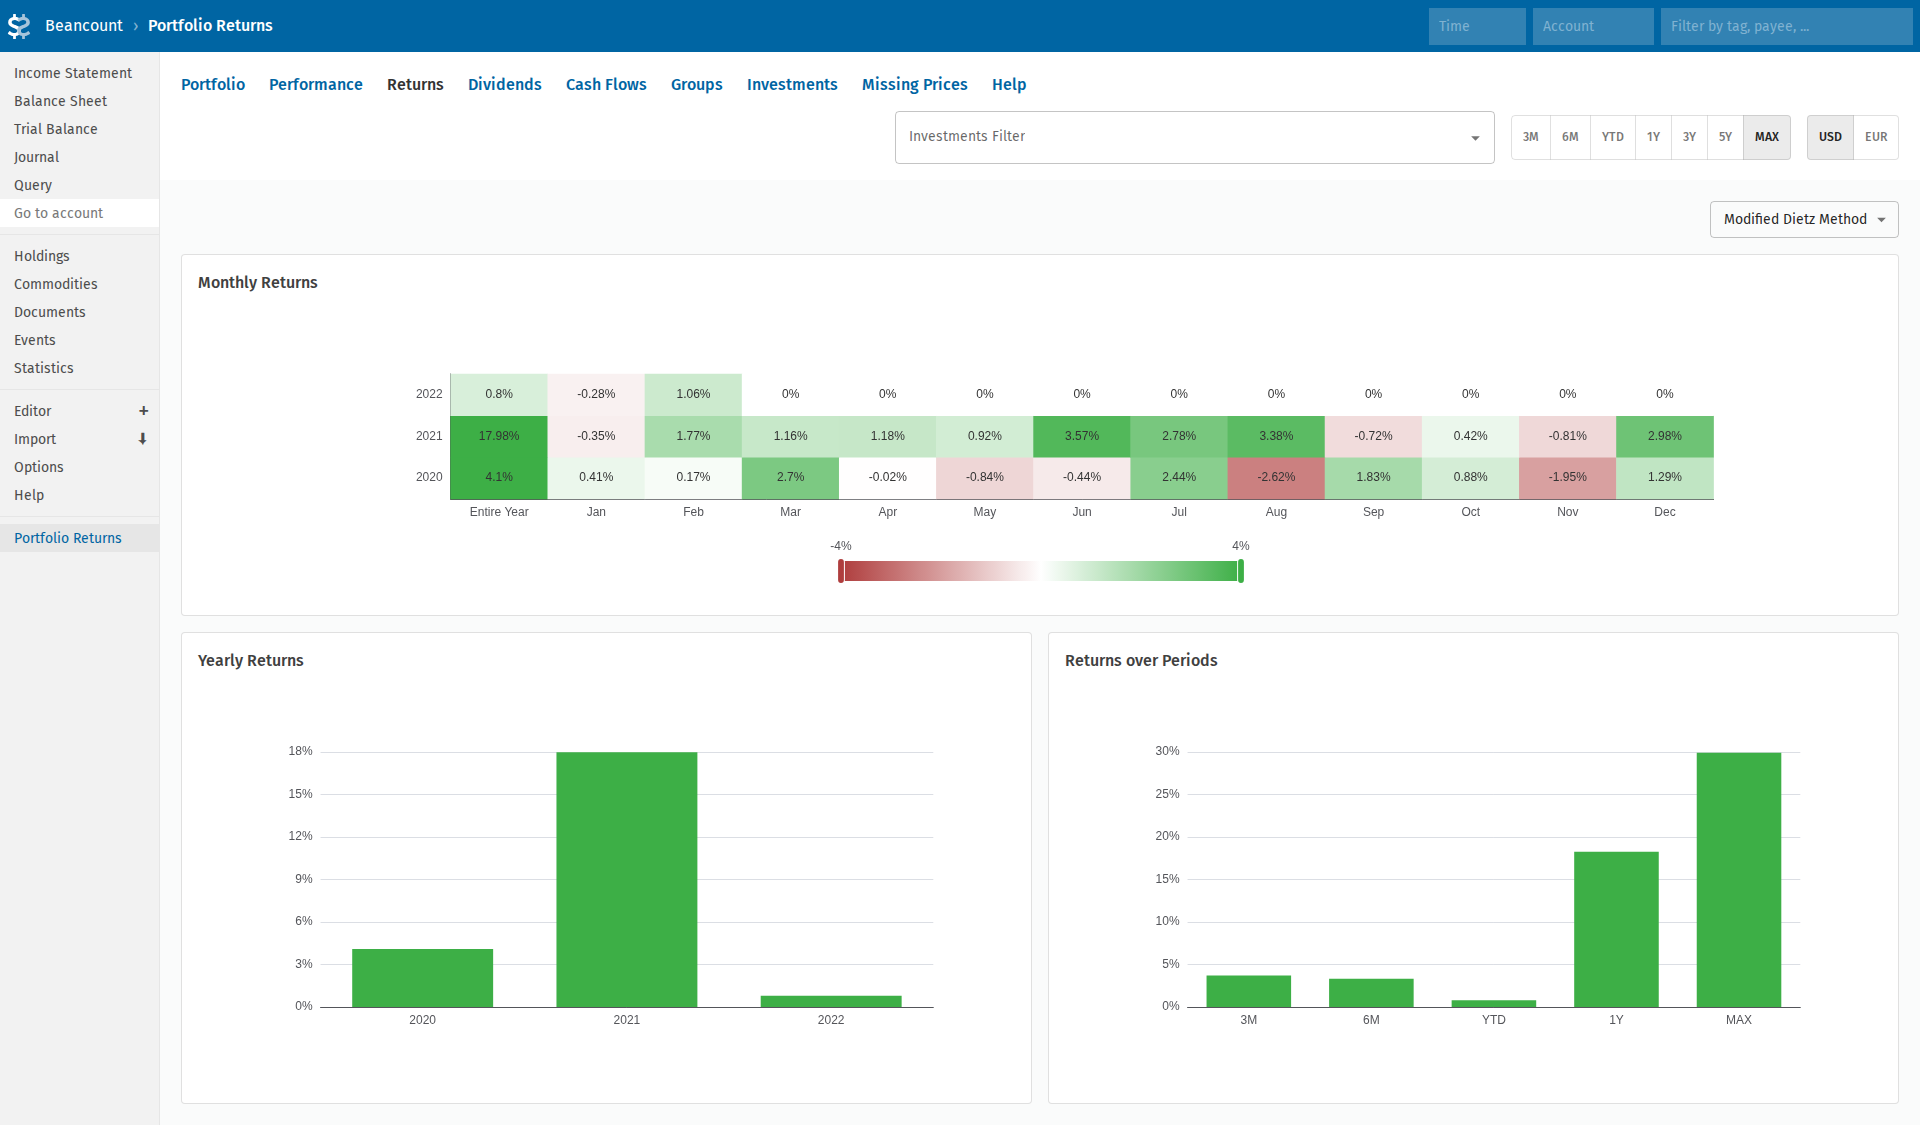 Beancount › Portfolio Returns
Time
Account
Filter by tag, payee, ...
Income Statement
Balance Sheet
Trial Balance
Journal
Query
Go to account
Holdings
Commodities
Documents
Events
Statistics
Editor +
Import
Options
Help
Portfolio Returns
Portfolio Performance Returns Dividends Cash Flows Groups Investments Missing Prices Help
Investments Filter
3M 6M YTD 1Y 3Y 5Y MAX
USD EUR
Modified Dietz Method
Monthly Returns
2022 0.8% -0.28% 1.06% 0% 0% 0% 0% 0% 0% 0% 0% 0% 0%
2021 17.98% -0.35% 1.77% 1.16% 1.18% 0.92% 3.57% 2.78% 3.38% -0.72% 0.42% -0.81% 2.98%
2020 4.1% 0.41% 0.17% 2.7% -0.02% -0.84% -0.44% 2.44% -2.62% 1.83% 0.88% -1.95% 1.29%
Entire Year Jan Feb Mar Apr May Jun Jul Aug Sep Oct Nov Dec
-4% 4%
Yearly Returns
18%
15%
12%
9%
6%
3%
0%
2020 2021 2022
Returns over Periods
30%
25%
20%
15%
10%
5%
0%
3M 6M YTD 1Y MAX